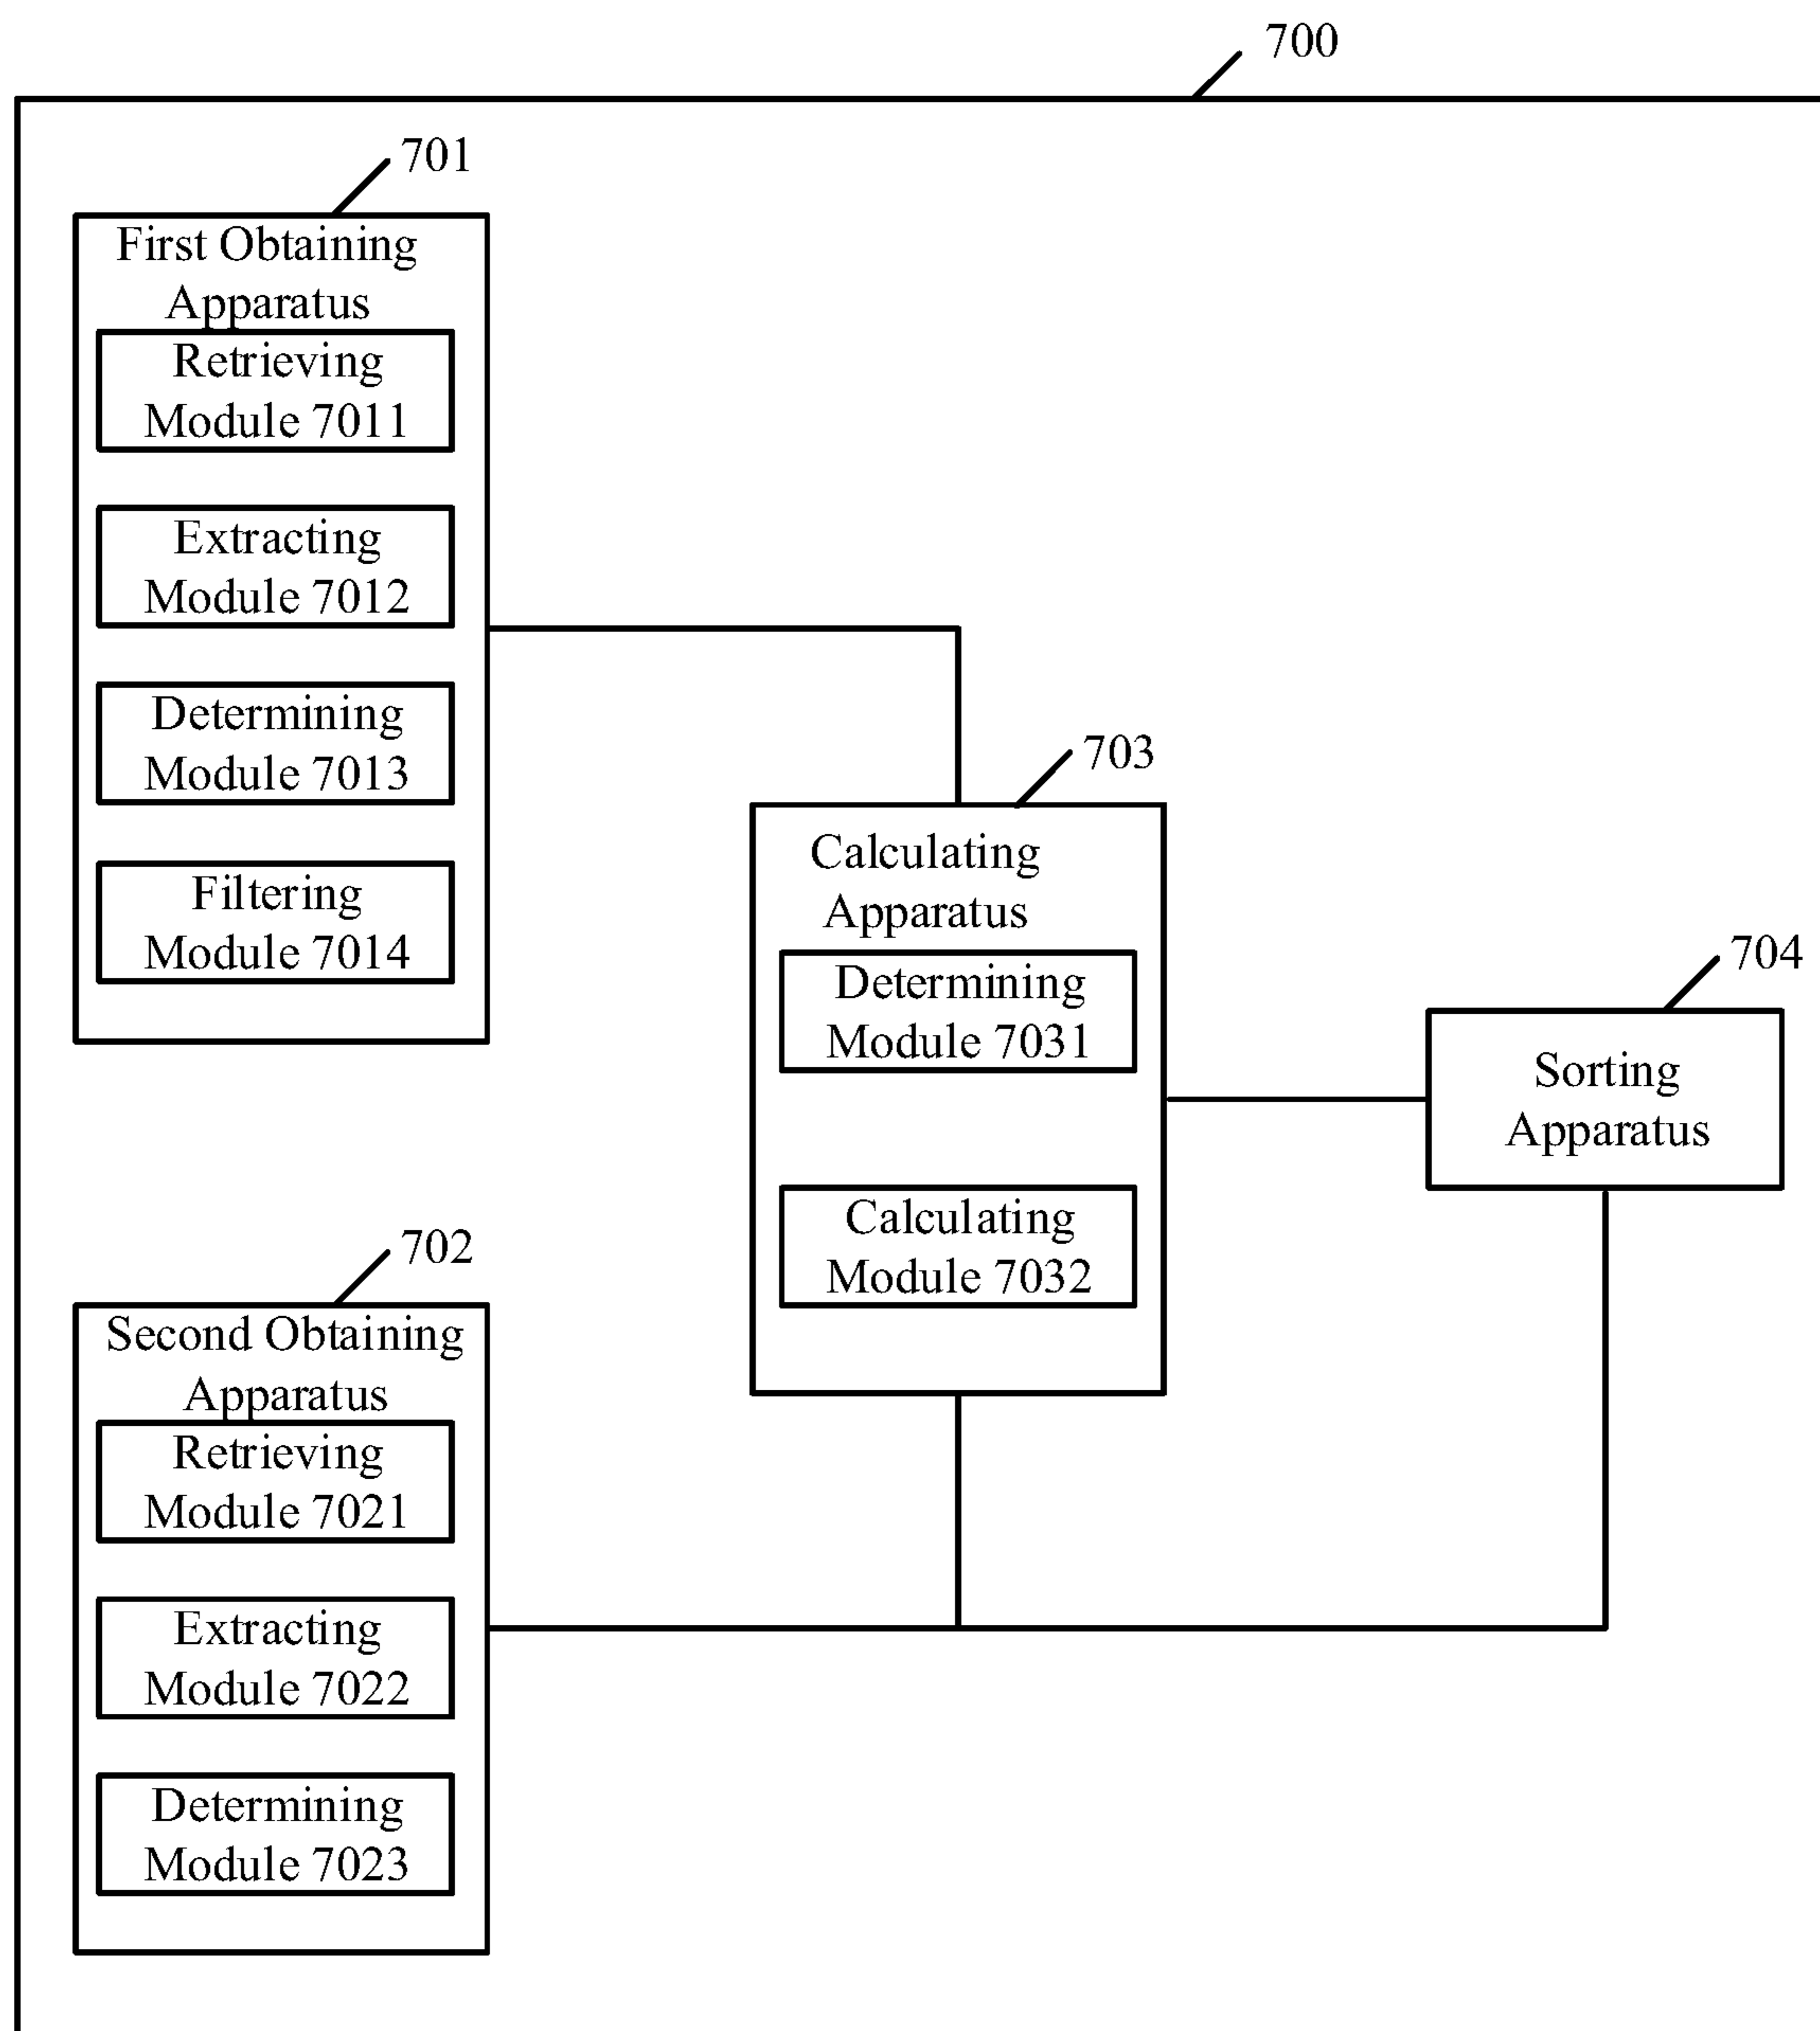 700
701
First Obtaining
Apparatus
Retrieving
Module 7011
Extracting
Module 7012
Determining
Module 7013
Filtering
Module 7014
703
Calculating
Apparatus
Determining
Module 7031
Calculating
Module 7032
704
Sorting
Apparatus
702
Second Obtaining
Apparatus
Retrieving
Module 7021
Extracting
Module 7022
Determining
Module 7023